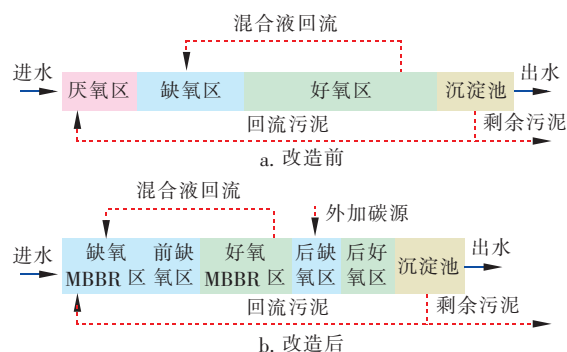 混合液回流
进水
出水
厌氧区
缺氧区
好氧区
沉淀池
回流污泥
剩余污泥
a. 改造前
混合液回流
外加碳源
进水
出水
缺氧
MBBR 区
前缺
氧区
好氧
MBBR 区
后缺
氧区
后好
氧区
沉淀池
回流污泥
剩余污泥
b. 改造后